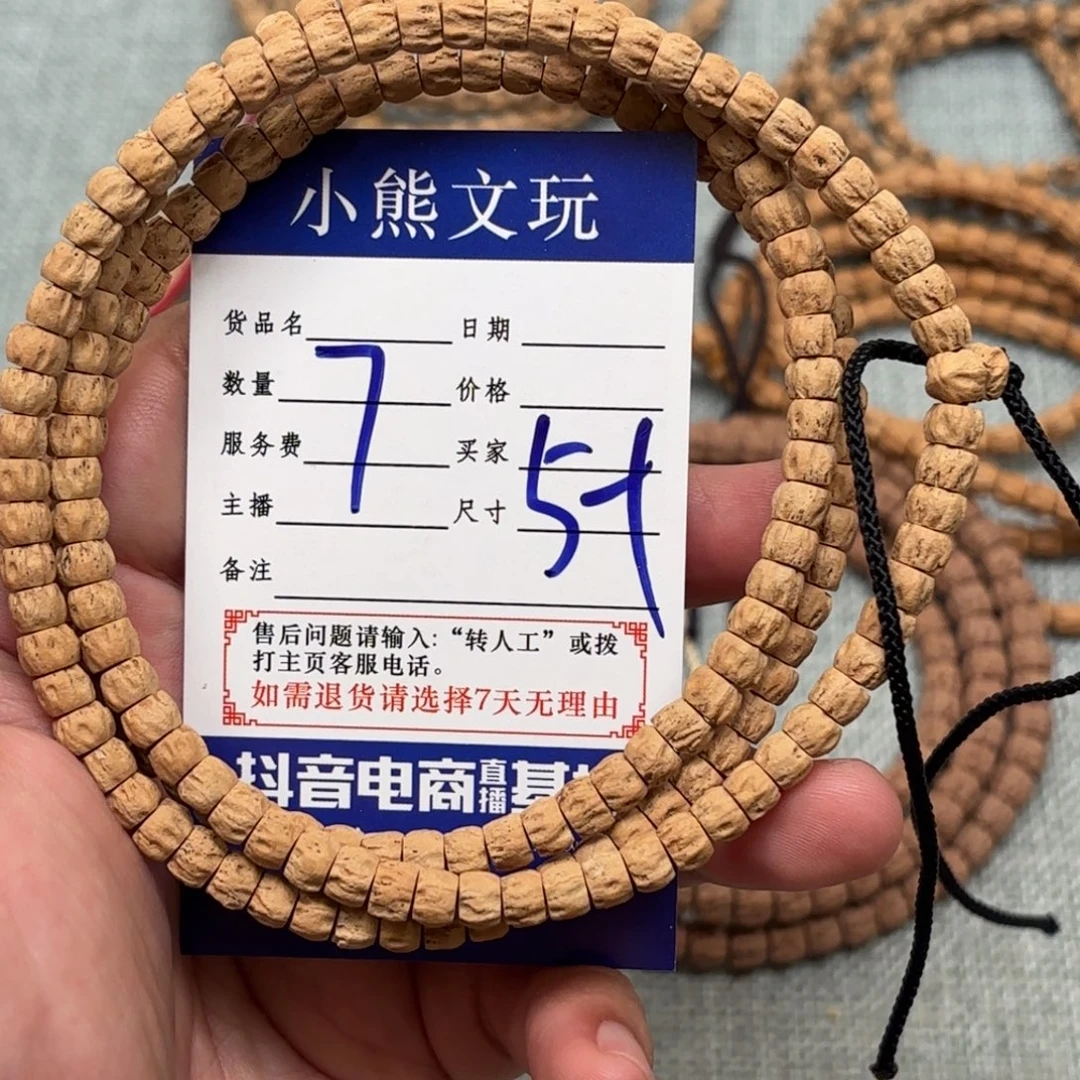 小熊文玩
货品名 日期
数量 价格
服务费 买家
主播 尺寸
7
备注
售后问题请输入:“转人工”或拨
打主页客服电话。
如需退货请选择7天无理由
抖音电商直播基